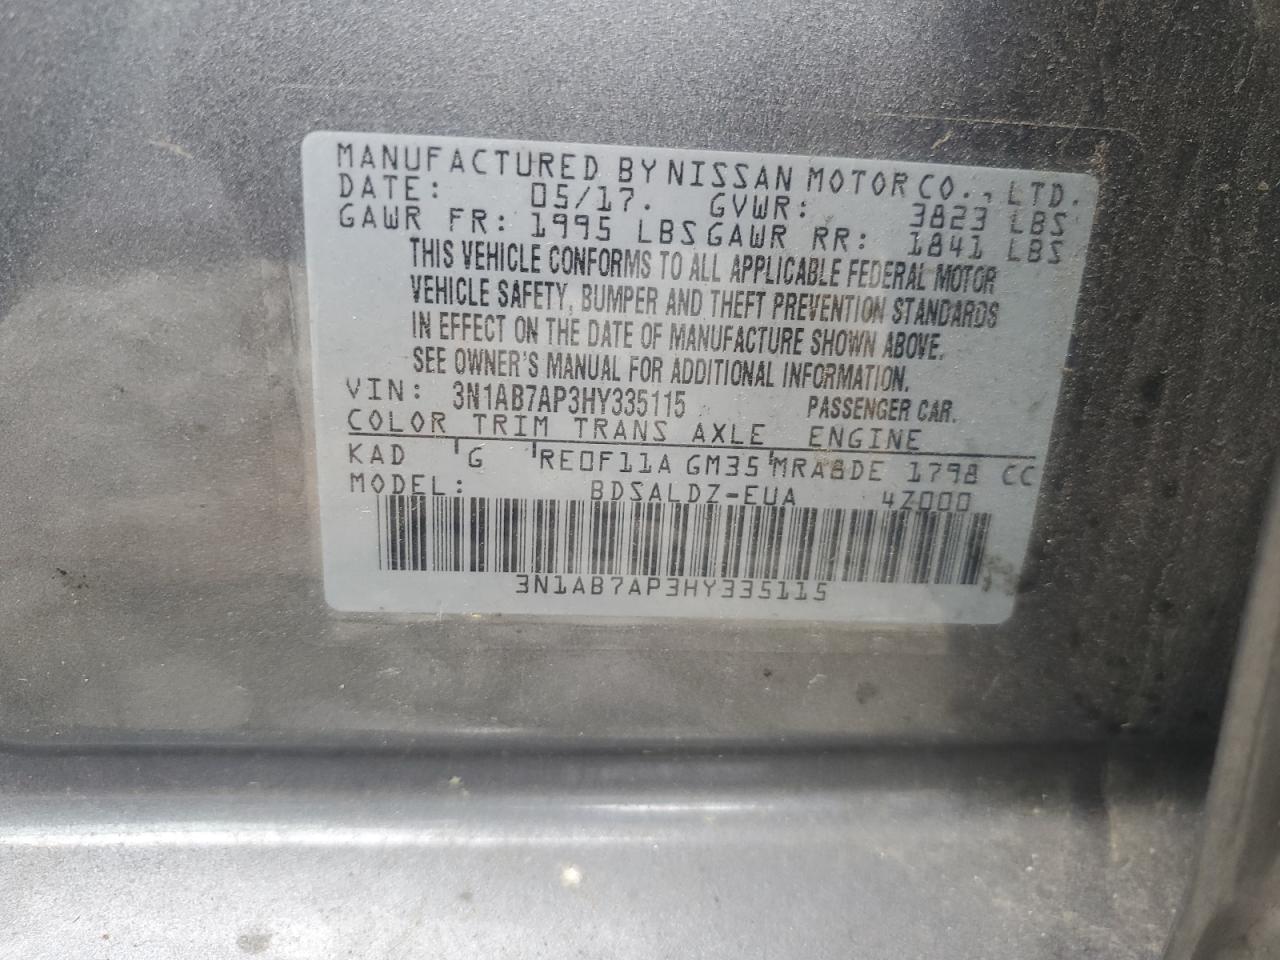 MANUFACTURED BY NISSAN MOTOR CO., LTD.
DATE: 05/17. GVWR: 3823 LBS
GAWR FR: 1995 LBS GAWR RR: 1841 LBS
THIS VEHICLE CONFORMS TO ALL APPLICABLE FEDERAL MOTOR
VEHICLE SAFETY, BUMPER AND THEFT PREVENTION STANDARDS
IN EFFECT ON THE DATE OF MANUFACTURE SHOWN ABOVE.
SEE OWNER'S MANUAL FOR ADDITIONAL INFORMATION.
VIN: 3N1AB7AP3HY335115 PASSENGER CAR.
COLOR TRIM TRANS AXLE ENGINE
KAD G RE0F11A GM35 MRA8DE 1798 CC
MODEL: BDSALDZ-EUA 4Z000
3N1AB7AP3HY335115